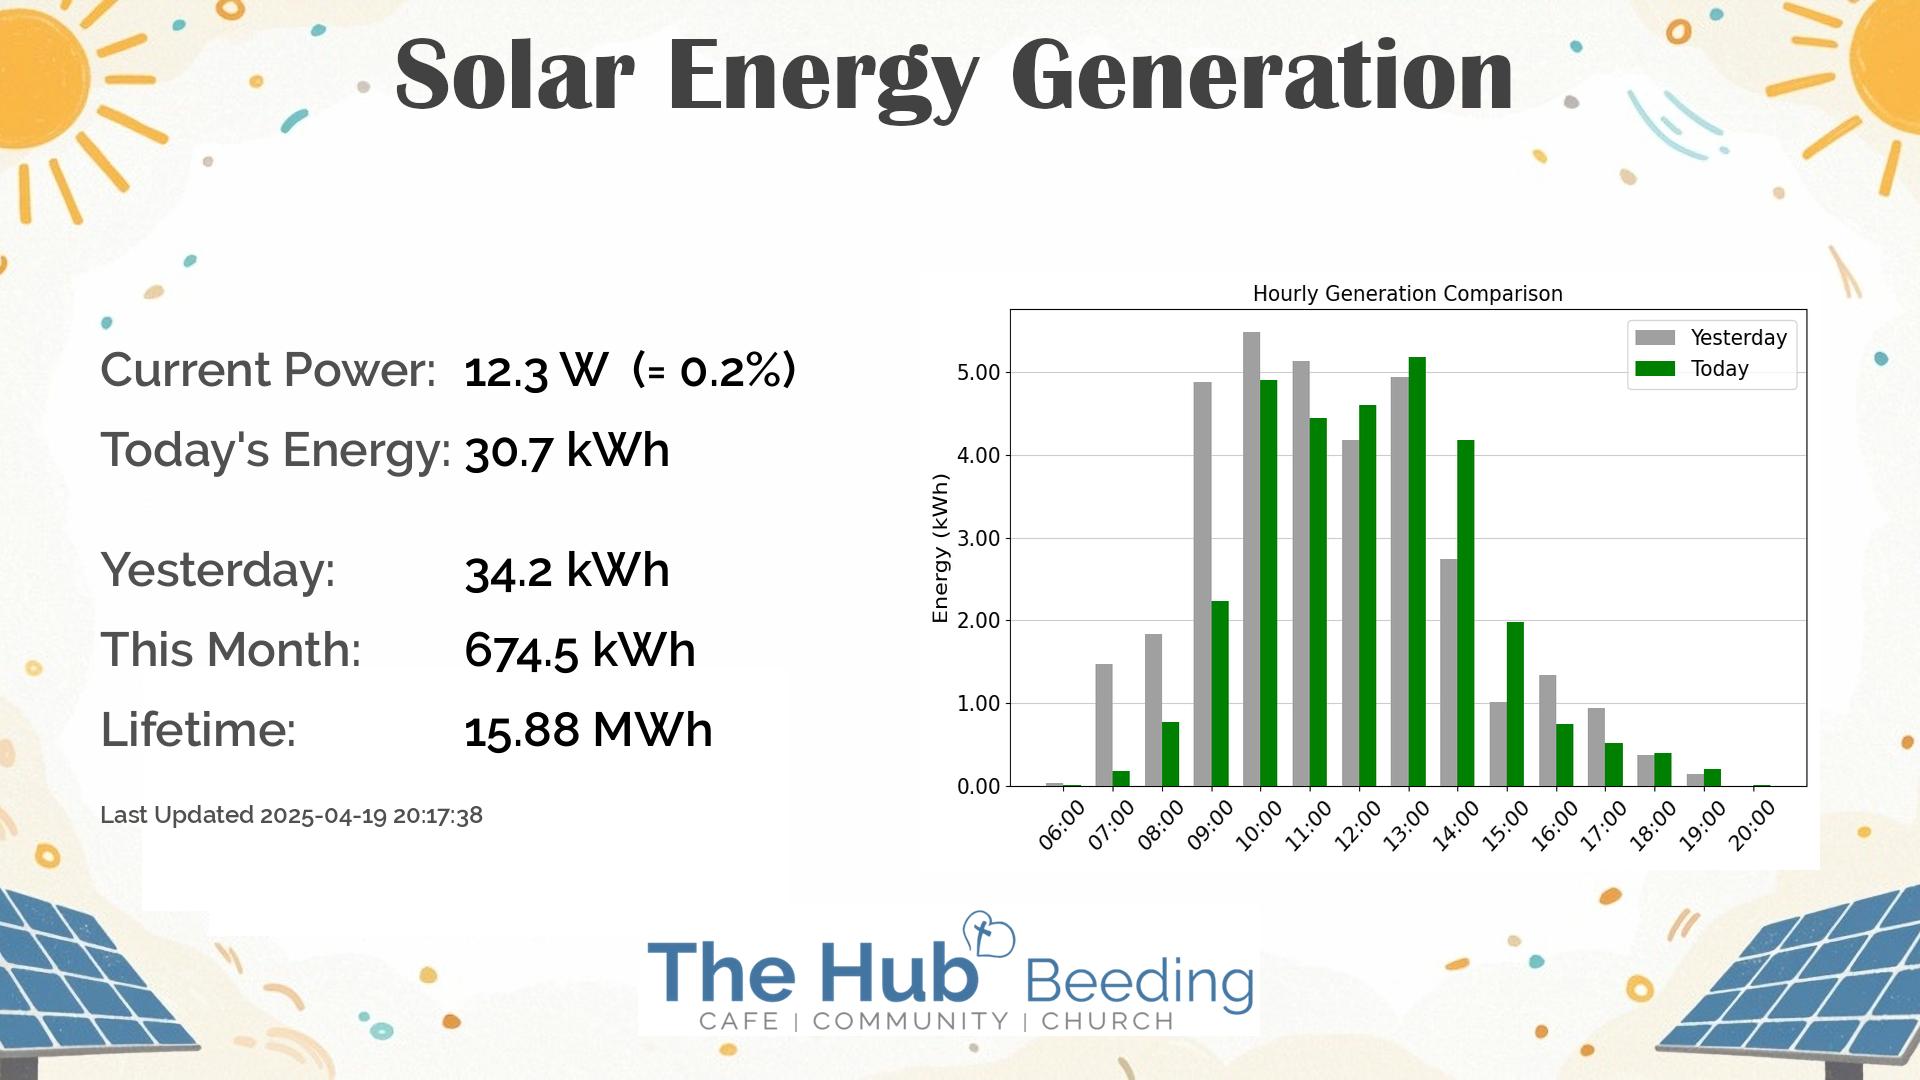 Solar Energy Generation
Current Power: 12.3 W (= 0.2%)
Today's Energy: 30.7 kWh
Yesterday: 34.2 kWh
This Month: 674.5 kWh
Lifetime: 15.88 MWh
Last Updated 2025-04-19 20:17:38
Hourly Generation Comparison
Yesterday
Today
Energy (kWh)
5.00
4.00
3.00
2.00
1.00
0.00
06:00 07:00 08:00 09:00 10:00 11:00 12:00 13:00 14:00 15:00 16:00 17:00 18:00 19:00 20:00
The Hub Beeding
CAFE | COMMUNITY | CHURCH